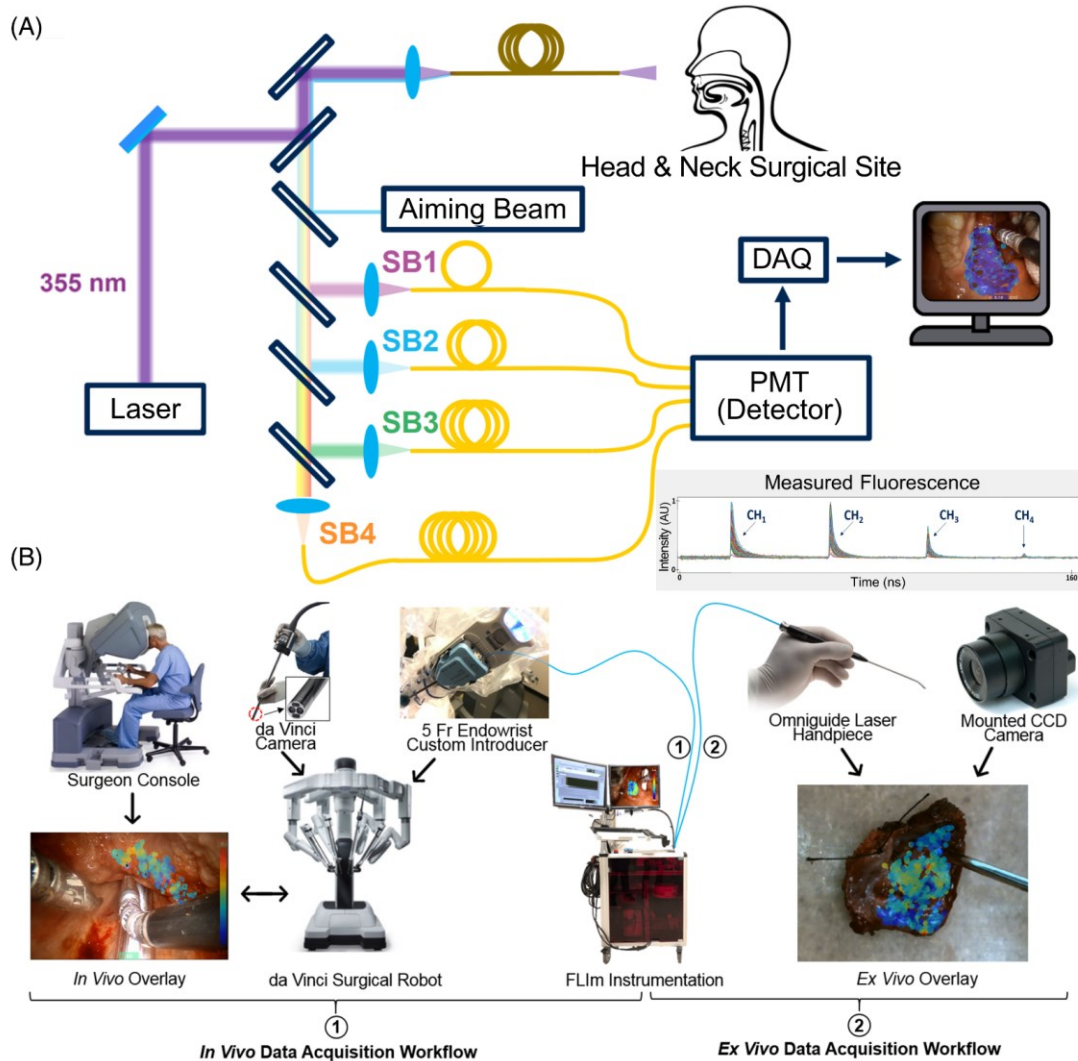 (A)
Head & Neck Surgical Site
Aiming Beam
355 nm
SB1
DAQ
SB2
PMT
(Detector)
Laser
SB3
SB4
Measured Fluorescence
Intensity (AU)
1
0
CH1
CH2
CH3
CH4
0
Time (ns)
160
(B)
Surgeon Console
da Vinci
Camera
5 Fr Endowrist
Custom Introducer
1
2
Omniguide Laser
Handpiece
Mounted CCD
Camera
In Vivo Overlay
da Vinci Surgical Robot
FLIm Instrumentation
Ex Vivo Overlay
1
In Vivo Data Acquisition Workflow
2
Ex Vivo Data Acquisition Workflow